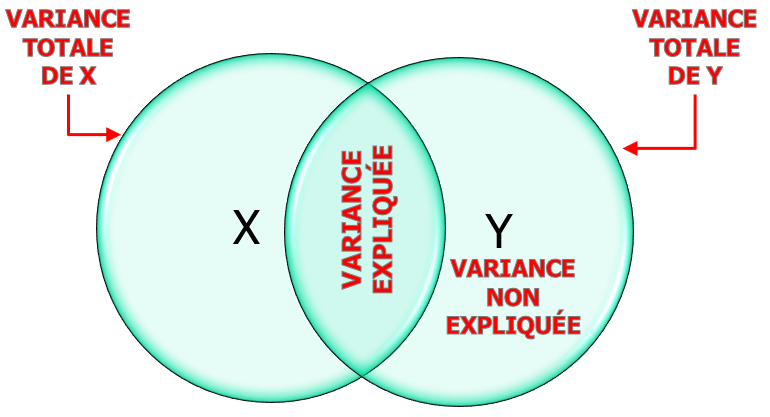 VARIANCE
TOTALE
DE X
VARIANCE
TOTALE
DE Y
X
VARIANCE
EXPLIQUÉE
Y
VARIANCE
NON
EXPLIQUÉE